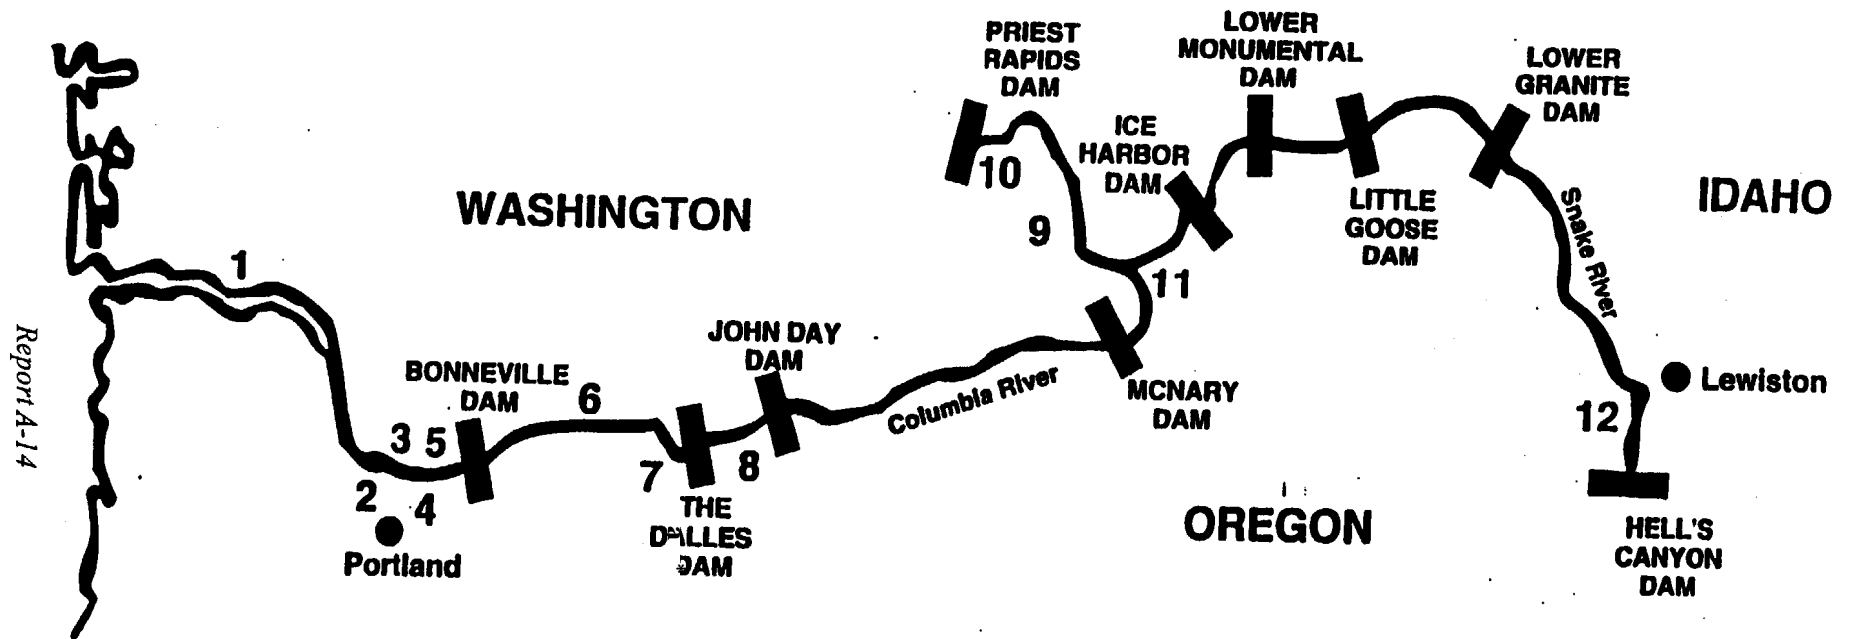 PRIEST
RAPIDS
DAM
LOWER
MONUMENTAL
DAM
LOWER
GRANITE
DAM
ICE
HARBOR
DAM
10
WASHINGTON
LITTLE
GOOSE
DAM
Snake River
IDAHO
9
1
11
Report A-14
JOHN DAY
DAM
BONNEVILLE
DAM
6
Columbia River
MCNARY
DAM
Lewiston
12
3 5
7
8
2
4
THE
DALLES
DAM
Portland
OREGON
HELL'S
CANYON
DAM